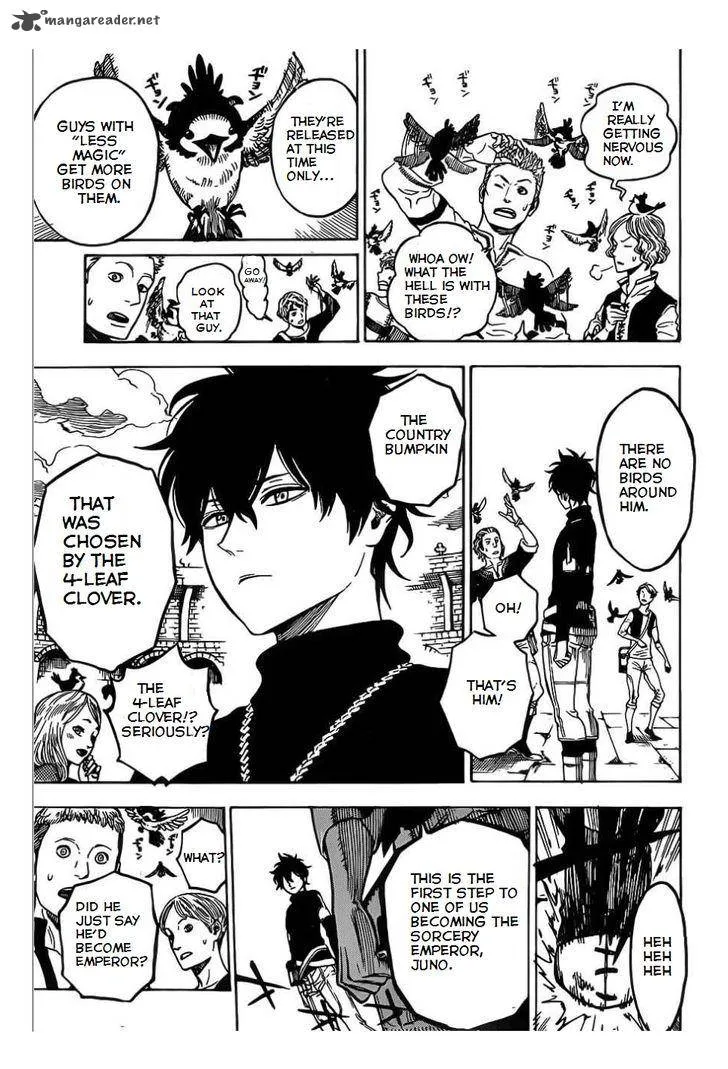 mangareader.net
I'M
REALLY
GETTING
NERVOUS
NOW.
WHOA OW!
WHAT THE
HELL IS WITH
THESE
BIRDS!?
THEY'RE
RELEASED
AT THIS
TIME
ONLY...
GUYS WITH
"LESS
MAGIC"
GET MORE
BIRDS ON
THEM.
GO
AWAY!
LOOK
AT
THAT
GUY.
THERE
ARE NO
BIRDS
AROUND
HIM.
OH!
THAT'S
HIM!
THE
COUNTRY
BUMPKIN
THAT
WAS
CHOSEN
BY THE
4-LEAF
CLOVER.
THE
4-LEAF
CLOVER!?
SERIOUSLY?
HEH
HEH
HEH
THIS IS THE
FIRST STEP TO
ONE OF US
BECOMING THE
SORCERY
EMPEROR,
JUNO.
WHAT?
DID HE
JUST SAY
HE'D
BECOME
EMPEROR?